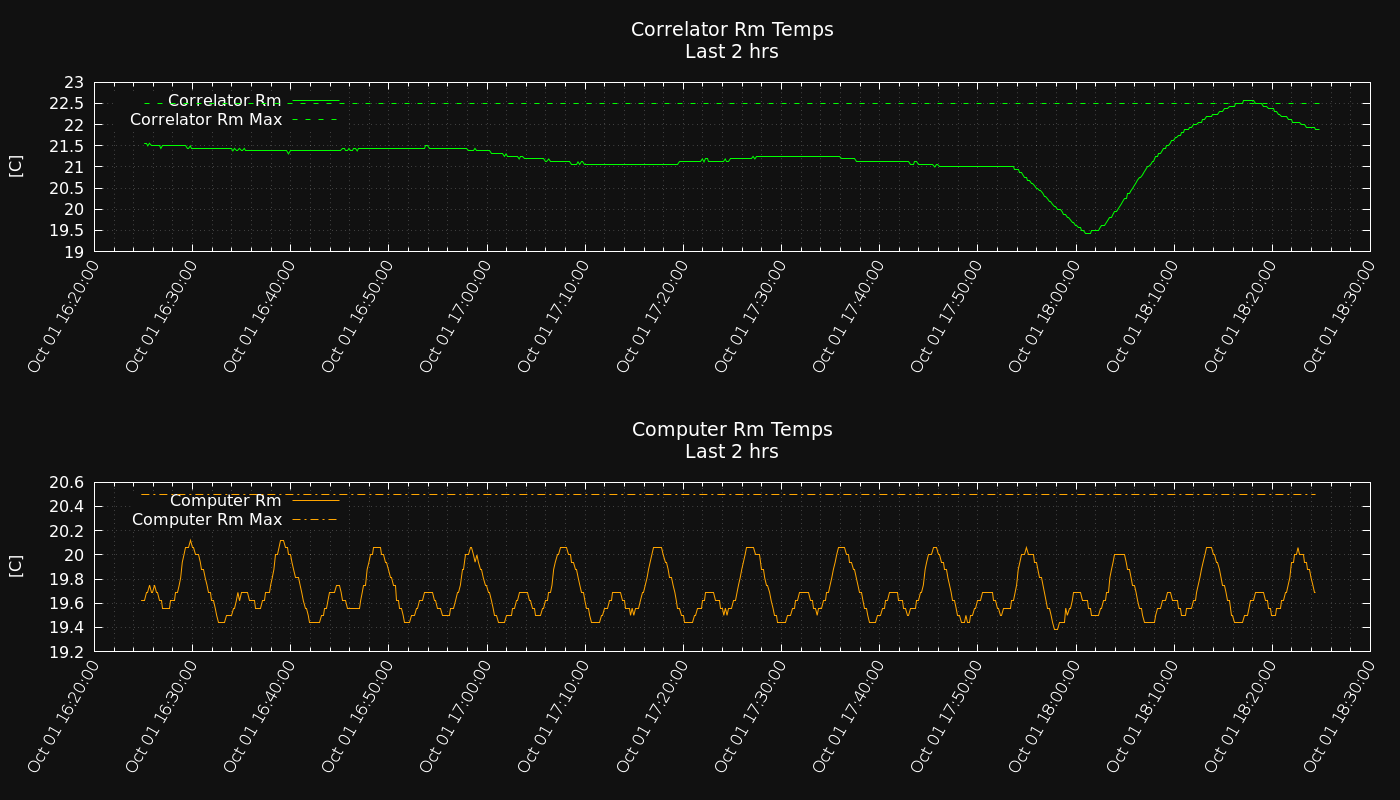 Correlator Rm Temps
Last 2 hrs
23
22.5
22
21.5
21
20.5
20
19.5
19
[C]
Correlator Rm
Correlator Rm Max
Oct 01 16:20:00
Oct 01 16:30:00
Oct 01 16:40:00
Oct 01 16:50:00
Oct 01 17:00:00
Oct 01 17:10:00
Oct 01 17:20:00
Oct 01 17:30:00
Oct 01 17:40:00
Oct 01 17:50:00
Oct 01 18:00:00
Oct 01 18:10:00
Oct 01 18:20:00
Oct 01 18:30:00
Computer Rm Temps
Last 2 hrs
20.6
20.4
20.2
20
19.8
19.6
19.4
19.2
[C]
Computer Rm
Computer Rm Max
Oct 01 16:20:00
Oct 01 16:30:00
Oct 01 16:40:00
Oct 01 16:50:00
Oct 01 17:00:00
Oct 01 17:10:00
Oct 01 17:20:00
Oct 01 17:30:00
Oct 01 17:40:00
Oct 01 17:50:00
Oct 01 18:00:00
Oct 01 18:10:00
Oct 01 18:20:00
Oct 01 18:30:00